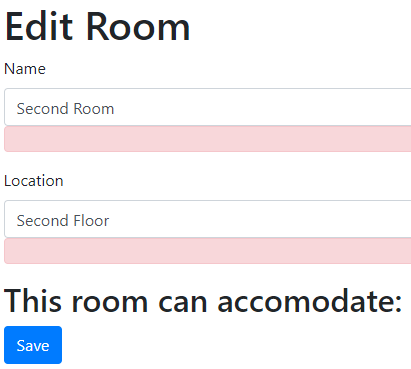 Edit Room
Name
Second Room
Location
Second Floor
This room can accomodate:
Save